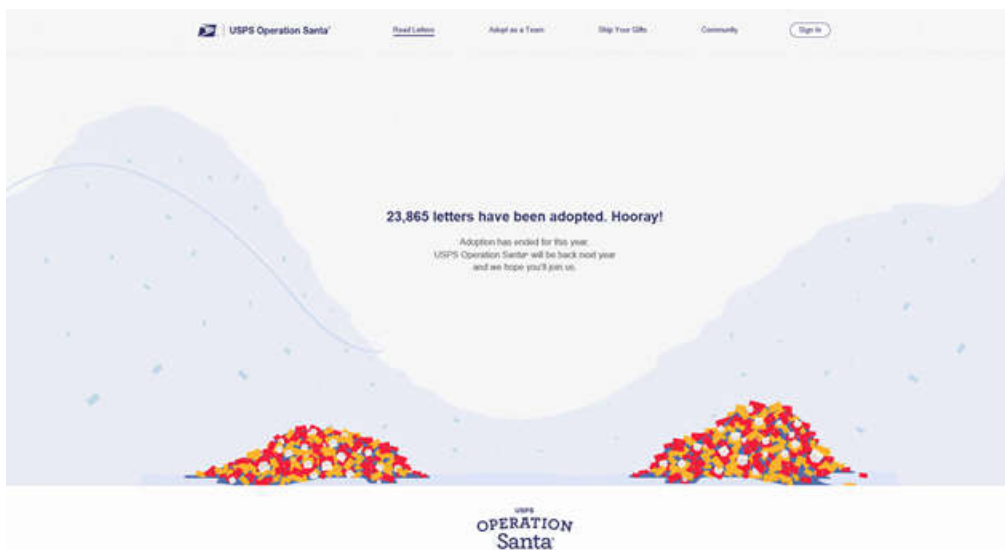 USPS Operation Santa®
Read Letters
Adopt as a Team
Ship Your Gifts
Community
Sign In
23,865 letters have been adopted. Hooray!
Adoption has ended for this year.
USPS Operation Santa® will be back next year
and we hope you'll join us.
USPS
OPERATION
Santa